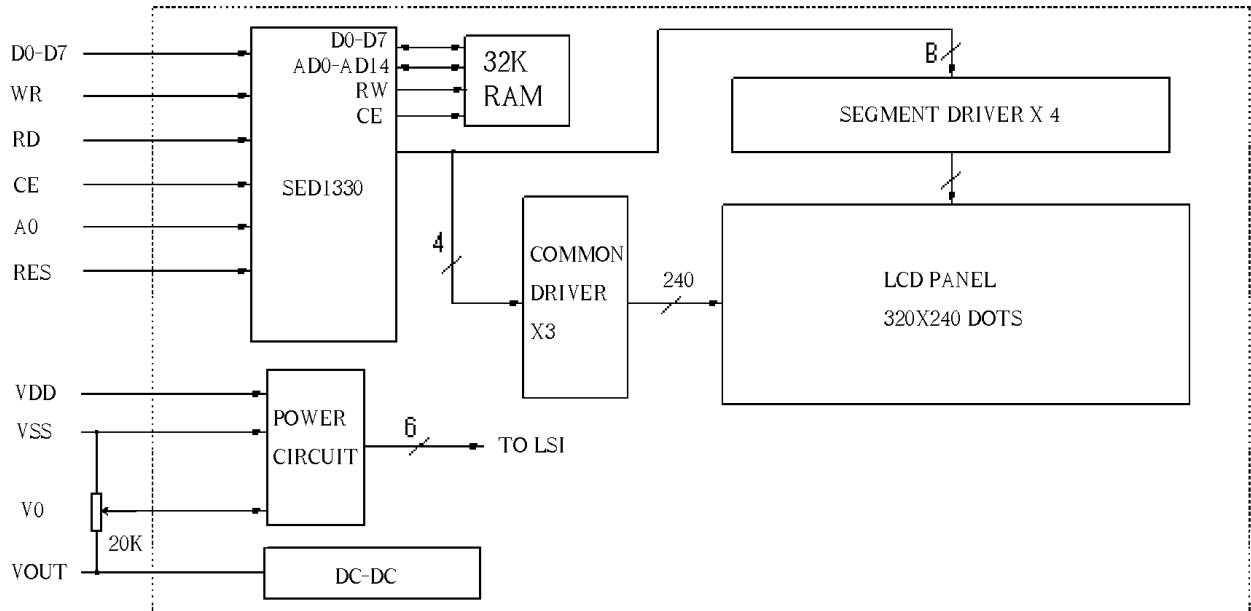 D0-D7
WR
RD
CE
A0
RES
VDD
VSS
V0
VOUT
20K
SED1330
D0-D7
AD0-AD14
RW
CE
32K
RAM
8
SEGMENT DRIVER X 4
4
COMMON
DRIVER
X3
240
LCD PANEL
320X240 DOTS
POWER
CIRCUIT
6
TO LSI
DC-DC